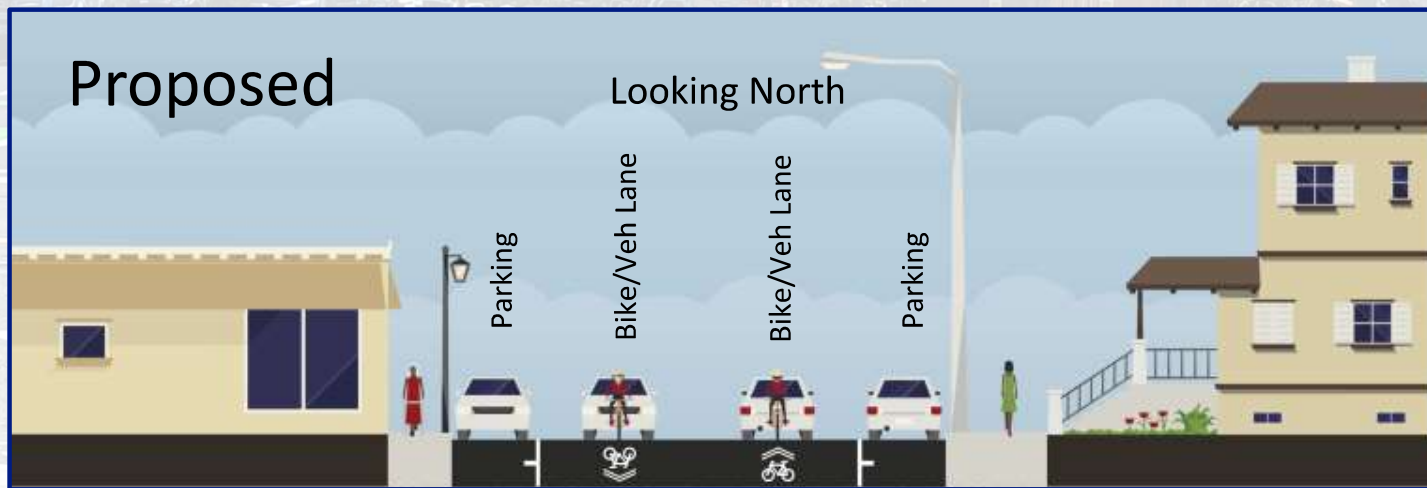 Proposed
Looking North
Parking
Bike/Veh Lane
Bike/Veh Lane
Parking